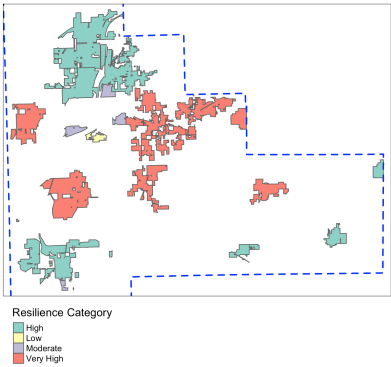 Resilience Category
High
Low
Moderate
Very High